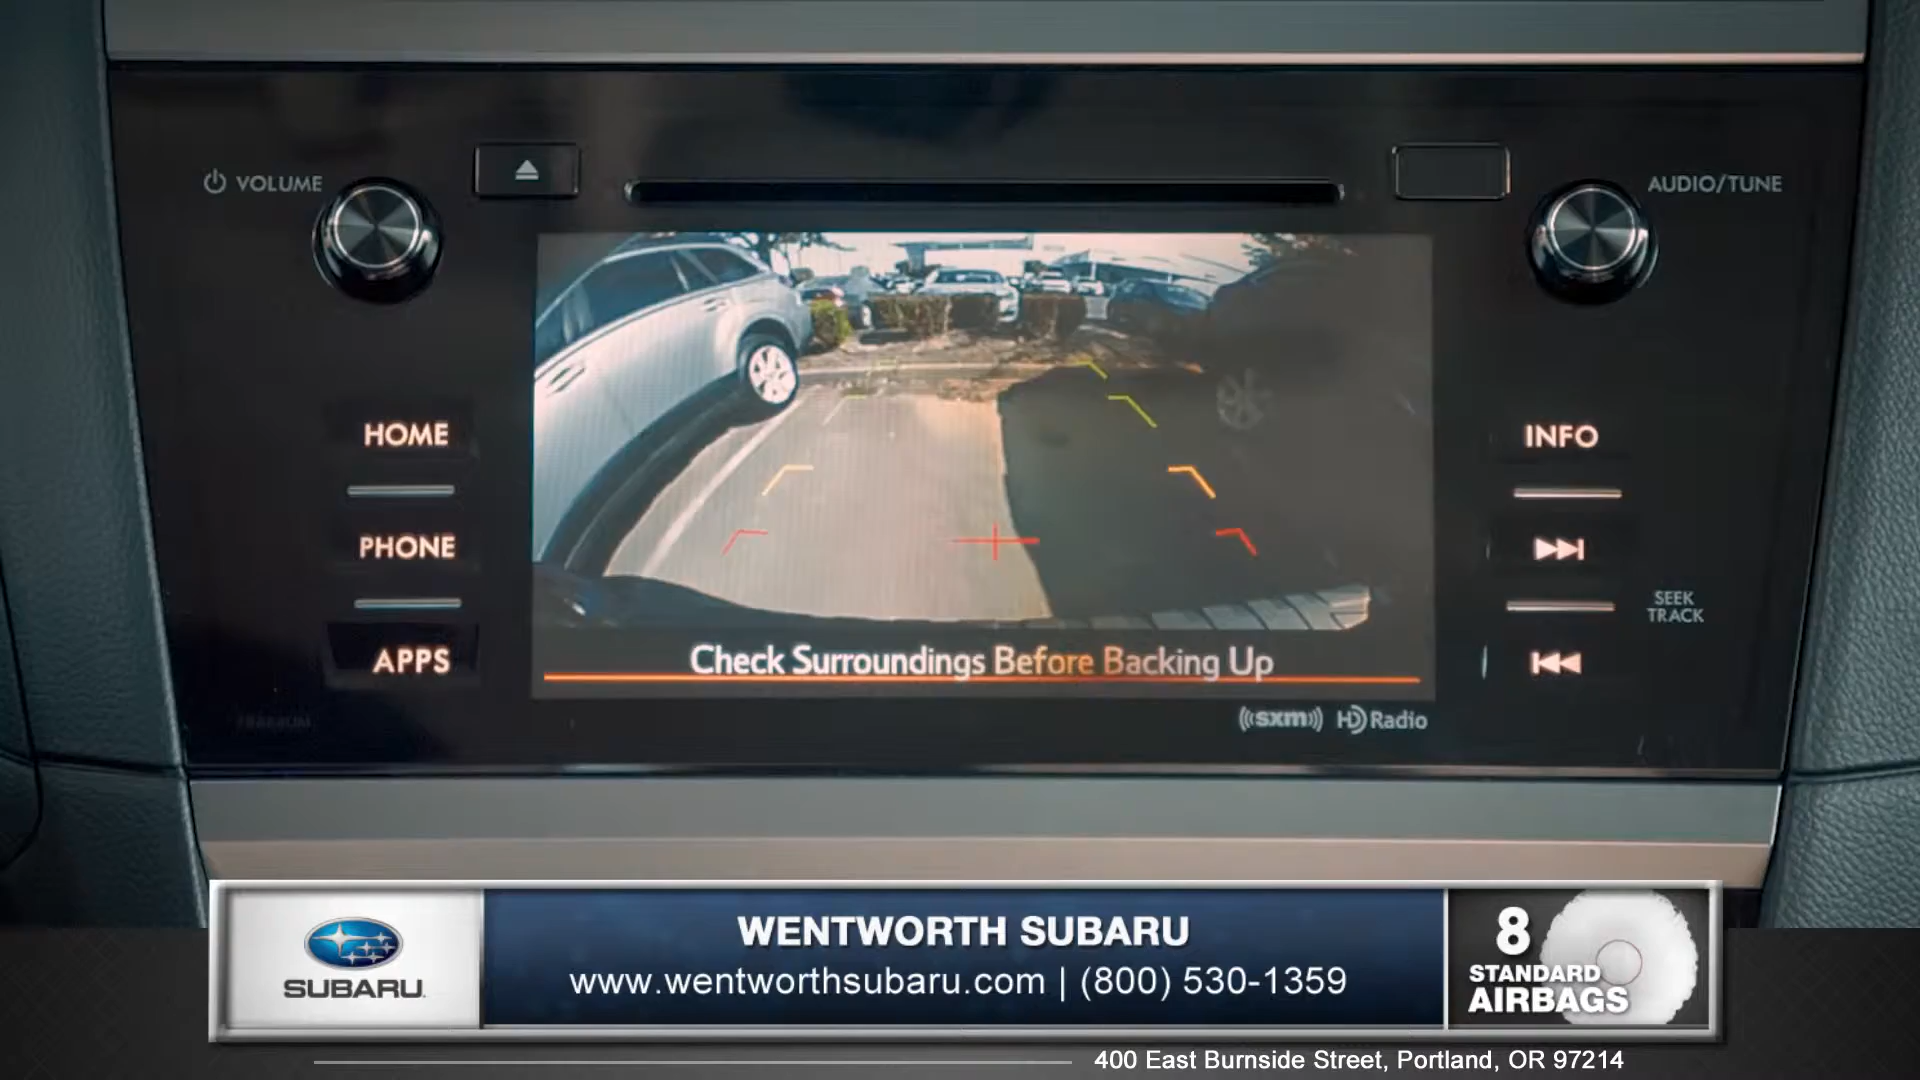 VOLUME
AUDIO/TUNE
HOME
INFO
PHONE
SEEK
TRACK
APPS
Check Surroundings Before Backing Up
((sxm)) HD Radio
WENTWORTH SUBARU
www.wentworthsubaru.com | (800) 530-1359
SUBARU
8
STANDARD
AIRBAGS
400 East Burnside Street, Portland, OR 97214